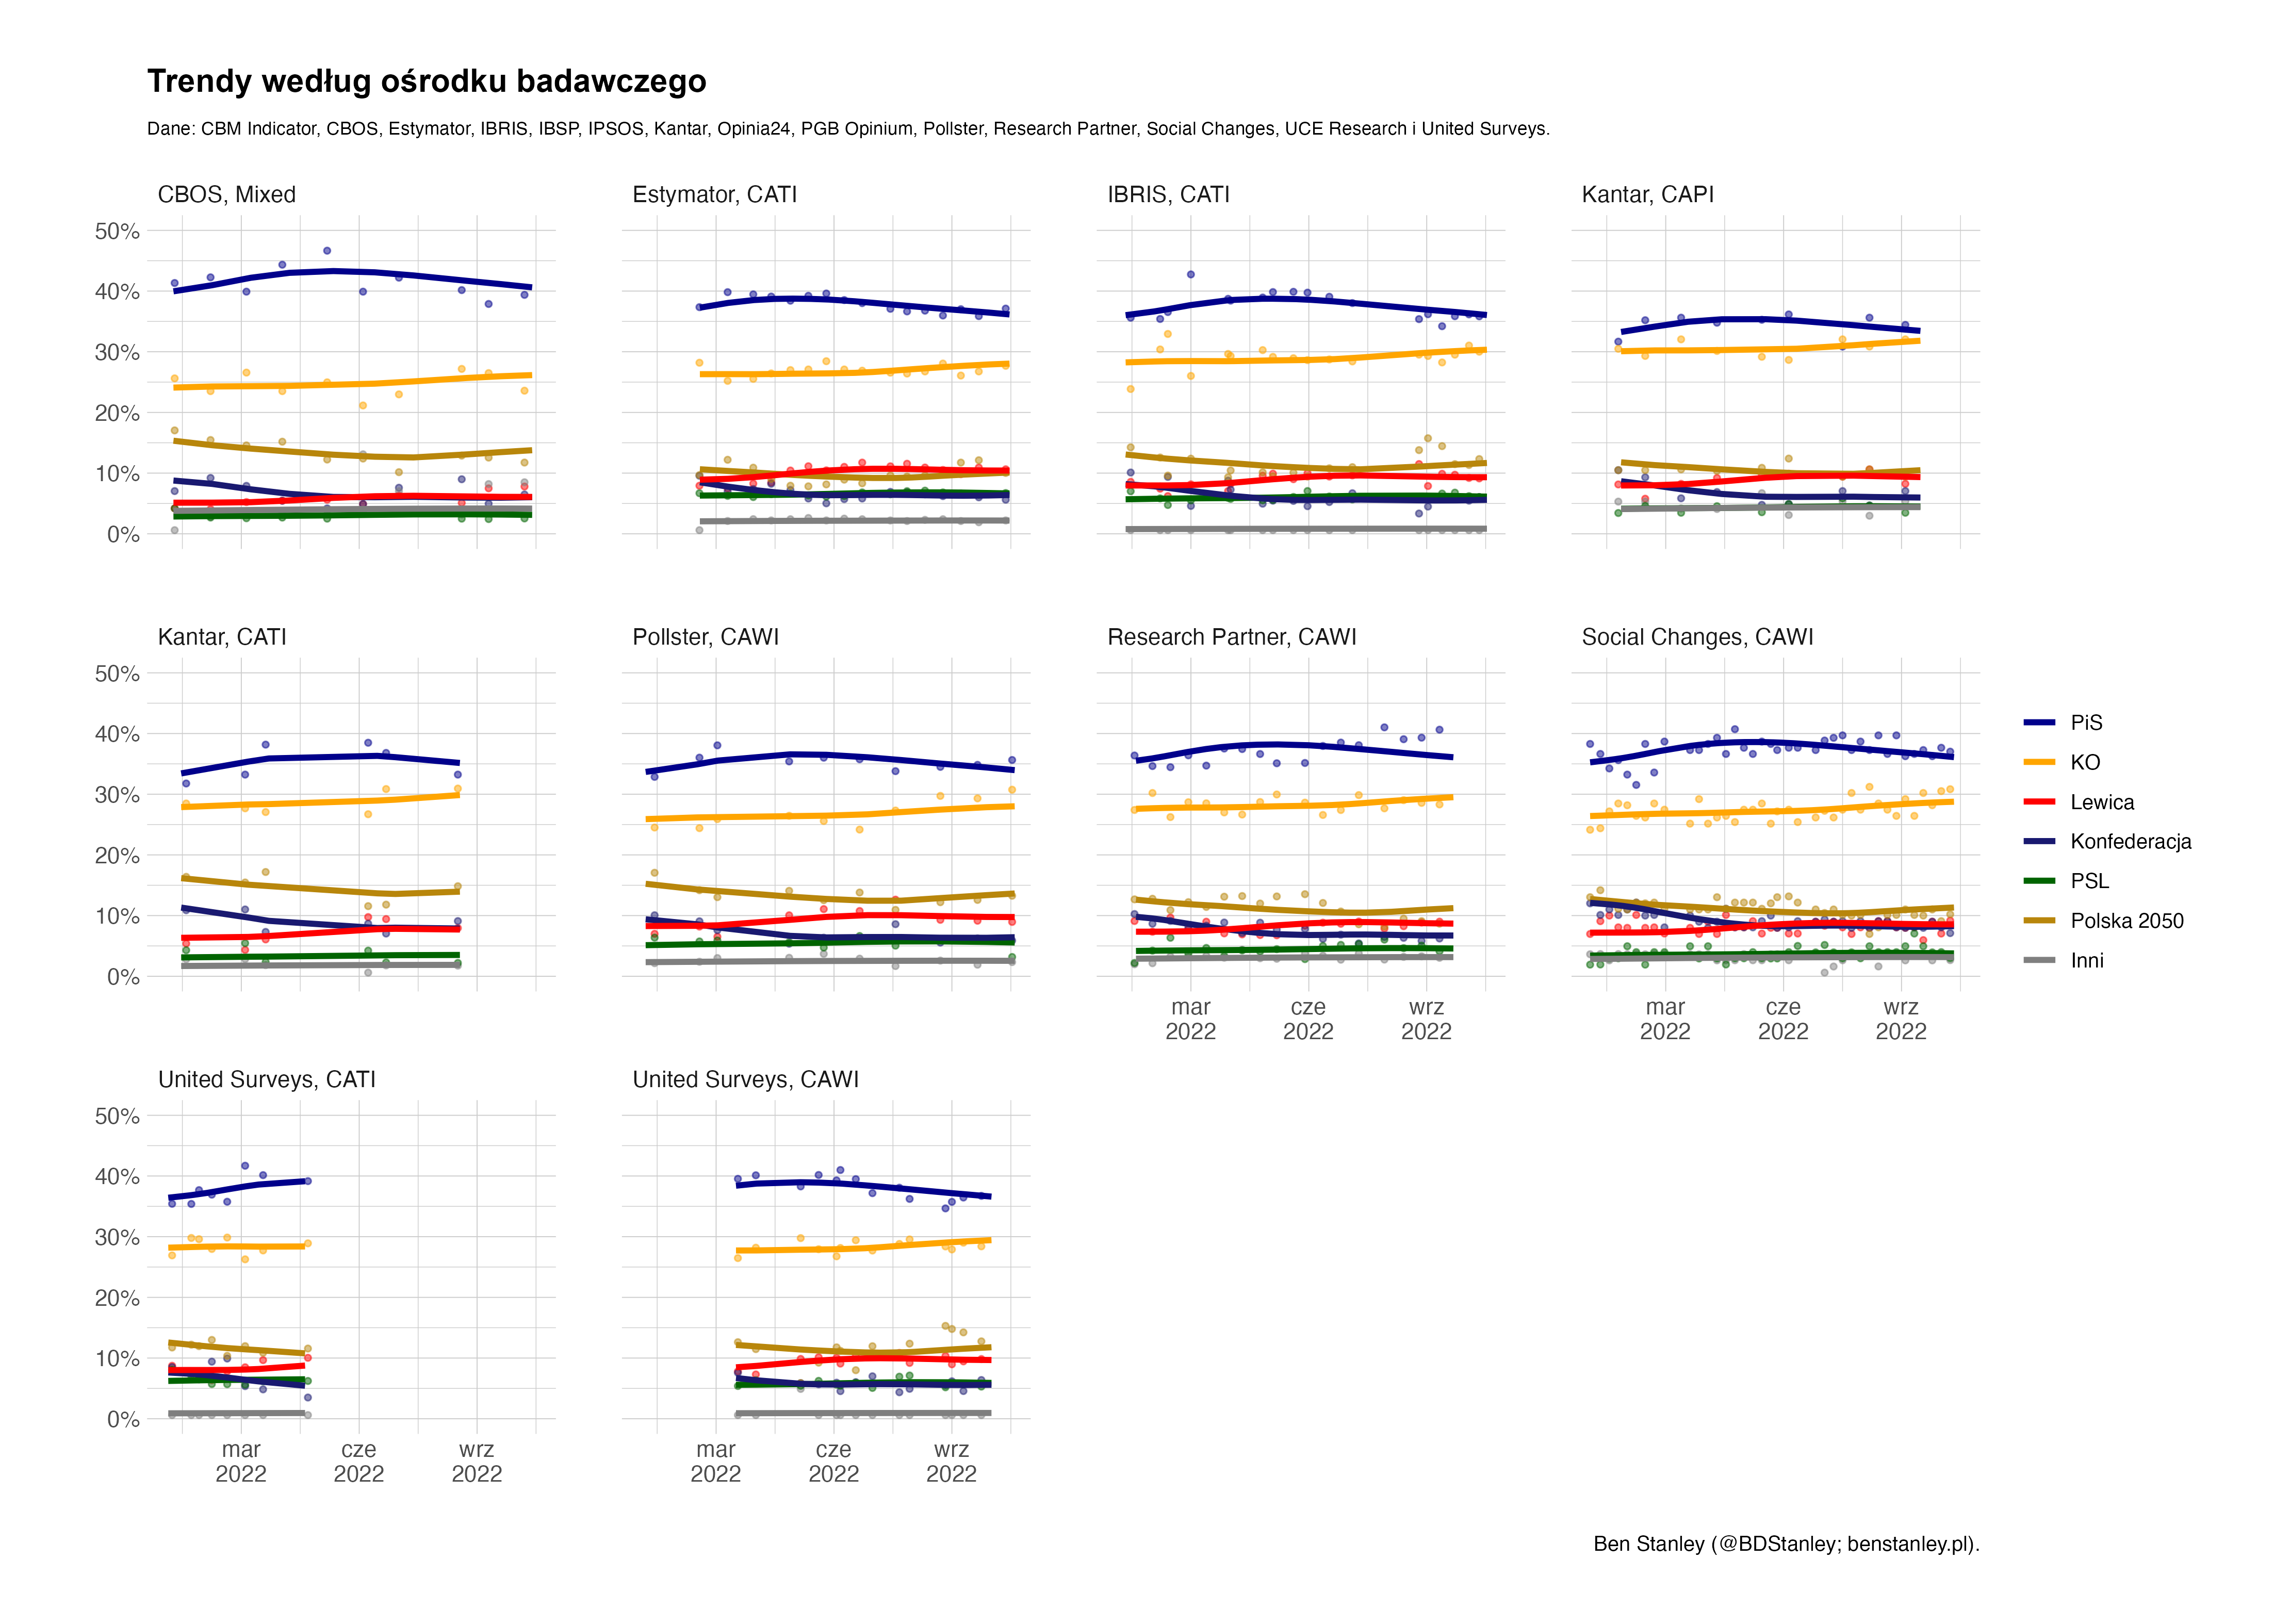 Trendy według ośrodku badawczego
Dane: CBM Indicator, CBOS, Estymator, IBRIS, IBSP, IPSOS, Kantar, Opinia24, PGB Opinium, Pollster, Research Partner, Social Changes, UCE Research i United Surveys.
CBOS, Mixed
Estymator, CATI
IBRIS, CATI
Kantar, CAPI
50%
40%
30%
20%
10%
0%
Kantar, CATI
Pollster, CAWI
Research Partner, CAWI
Social Changes, CAWI
50%
40%
30%
20%
10%
0%
mar 2022
cze 2022
wrz 2022
mar 2022
cze 2022
wrz 2022
PiS
KO
Lewica
Konfederacja
PSL
Polska 2050
Inni
United Surveys, CATI
United Surveys, CAWI
50%
40%
30%
20%
10%
0%
mar 2022
cze 2022
wrz 2022
mar 2022
cze 2022
wrz 2022
Ben Stanley (@BDStanley; benstanley.pl).